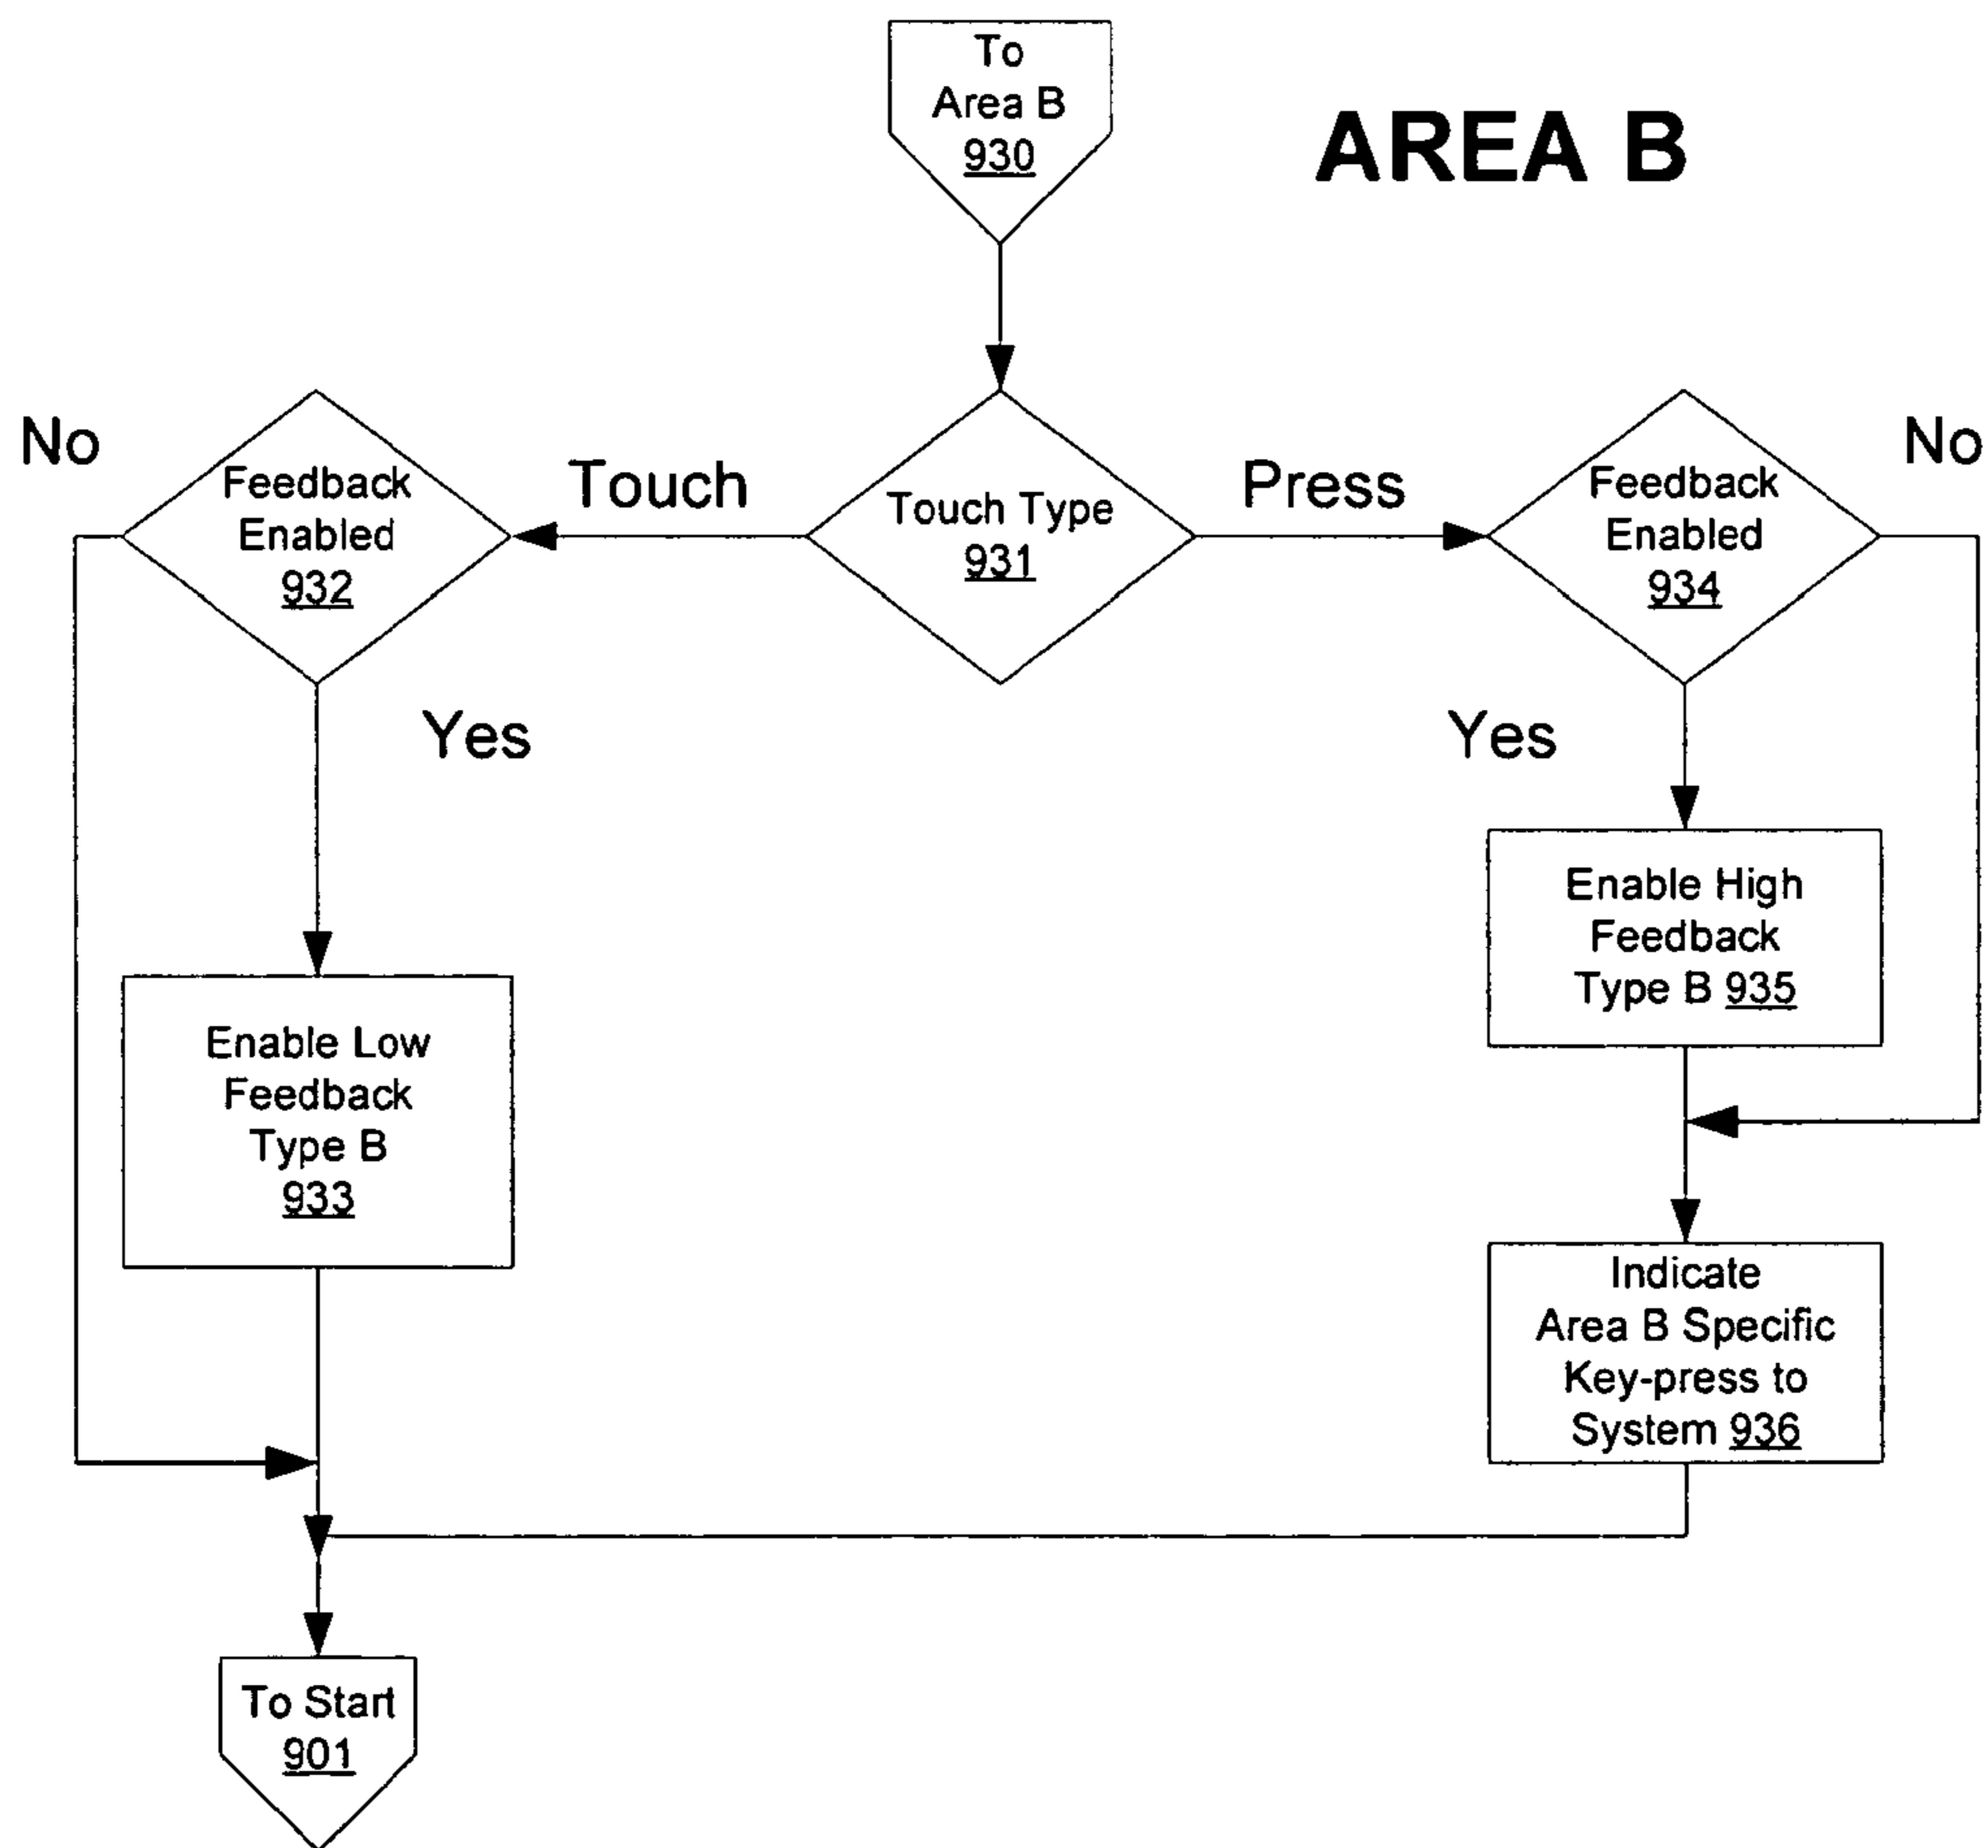 To
Area B
930
AREA B
No
Feedback
Enabled
932
Touch
Touch Type
931
Press
Feedback
Enabled
934
No
Yes
Yes
Enable High
Feedback
Type B 935
Enable Low
Feedback
Type B
933
Indicate
Area B Specific
Key-press to
System 936
To Start
901